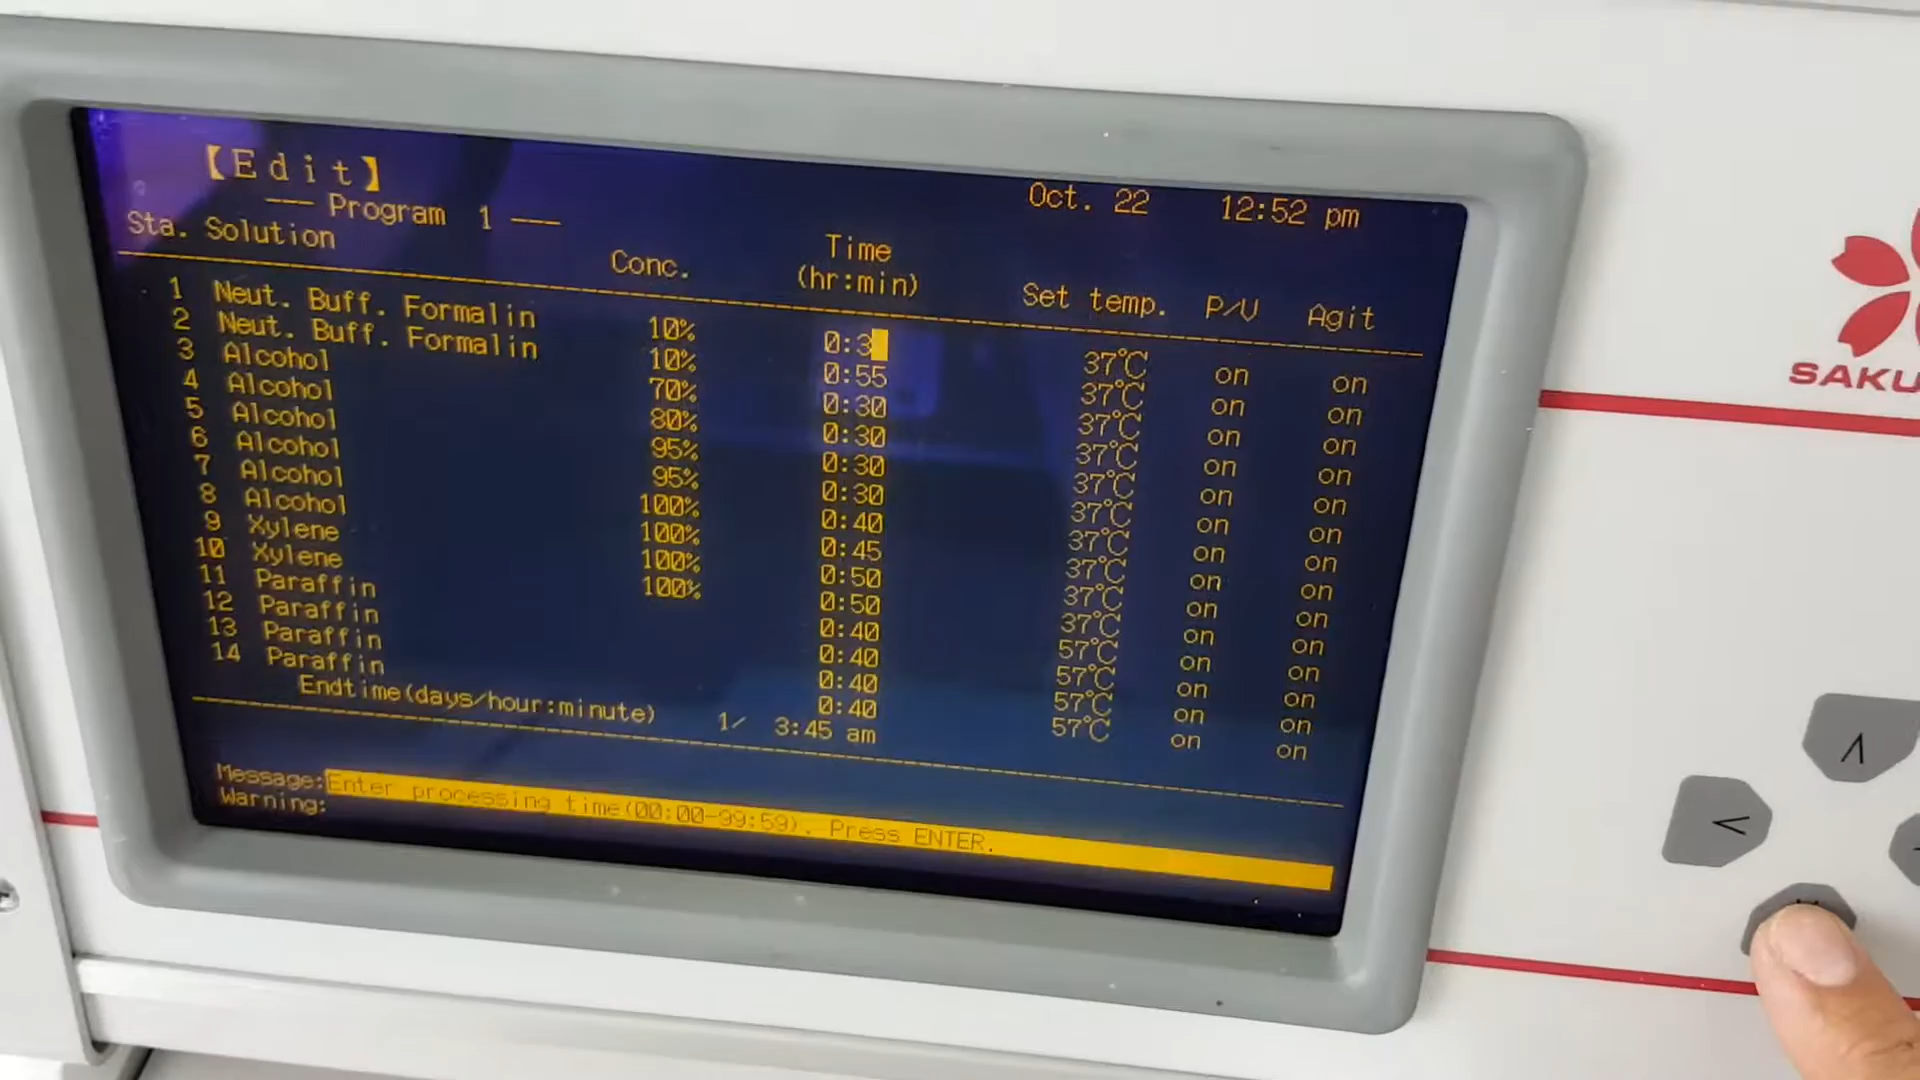 【Edit】
Oct. 22 12:52 pm
--- Program 1 ---
Sta. Solution Conc. Time (hr:min) Set temp. P/V Agit
1 Neut. Buff. Formalin 10% 0:3 37℃ on on
2 Neut. Buff. Formalin 10% 0:55 37℃ on on
3 Alcohol 70% 0:30 37℃ on on
4 Alcohol 80% 0:30 37℃ on on
5 Alcohol 95% 0:30 37℃ on on
6 Alcohol 95% 0:30 37℃ on on
7 Alcohol 100% 0:40 37℃ on on
8 Alcohol 100% 0:45 37℃ on on
9 Xylene 100% 0:50 37℃ on on
10 Xylene 100% 0:50 37℃ on on
11 Paraffin 0:40 57℃ on on
12 Paraffin 0:40 57℃ on on
13 Paraffin 0:40 57℃ on on
14 Paraffin 0:40 57℃ on on
Endtime(days/hour:minute) 1/ 3:45 am
Message:Enter processing time(00:00-99:59). Press ENTER.
Warning:
SAKU